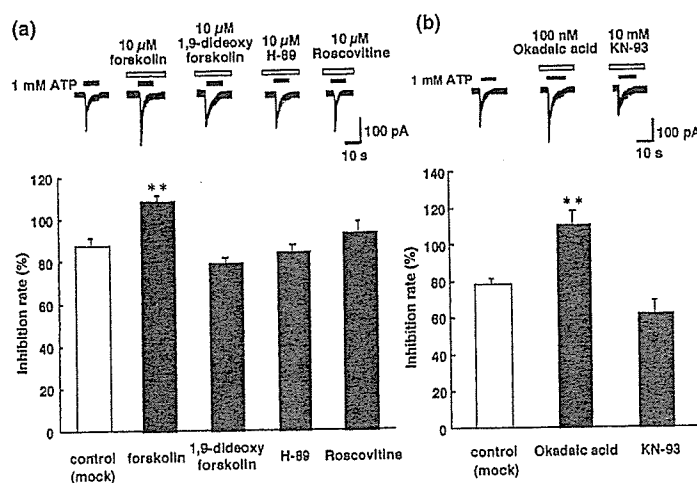 (a)
10 µM
forskolin
10 µM
1,9-dideoxy
forskolin
10 µM
H-89
10 µM
Roscovitine
1 mM ATP
100 pA
10 s
Inhibition rate (%)
120
100
80
60
40
20
0
**
control
(mock)
forskolin
1,9-dideoxy
forskolin
H-89
Roscovitine
(b)
100 nM
Okadaic acid
10 mM
KN-93
1 mM ATP
100 pA
10 s
Inhibition rate (%)
140
120
100
80
60
40
20
0
**
control
(mock)
Okadaic acid
KN-93